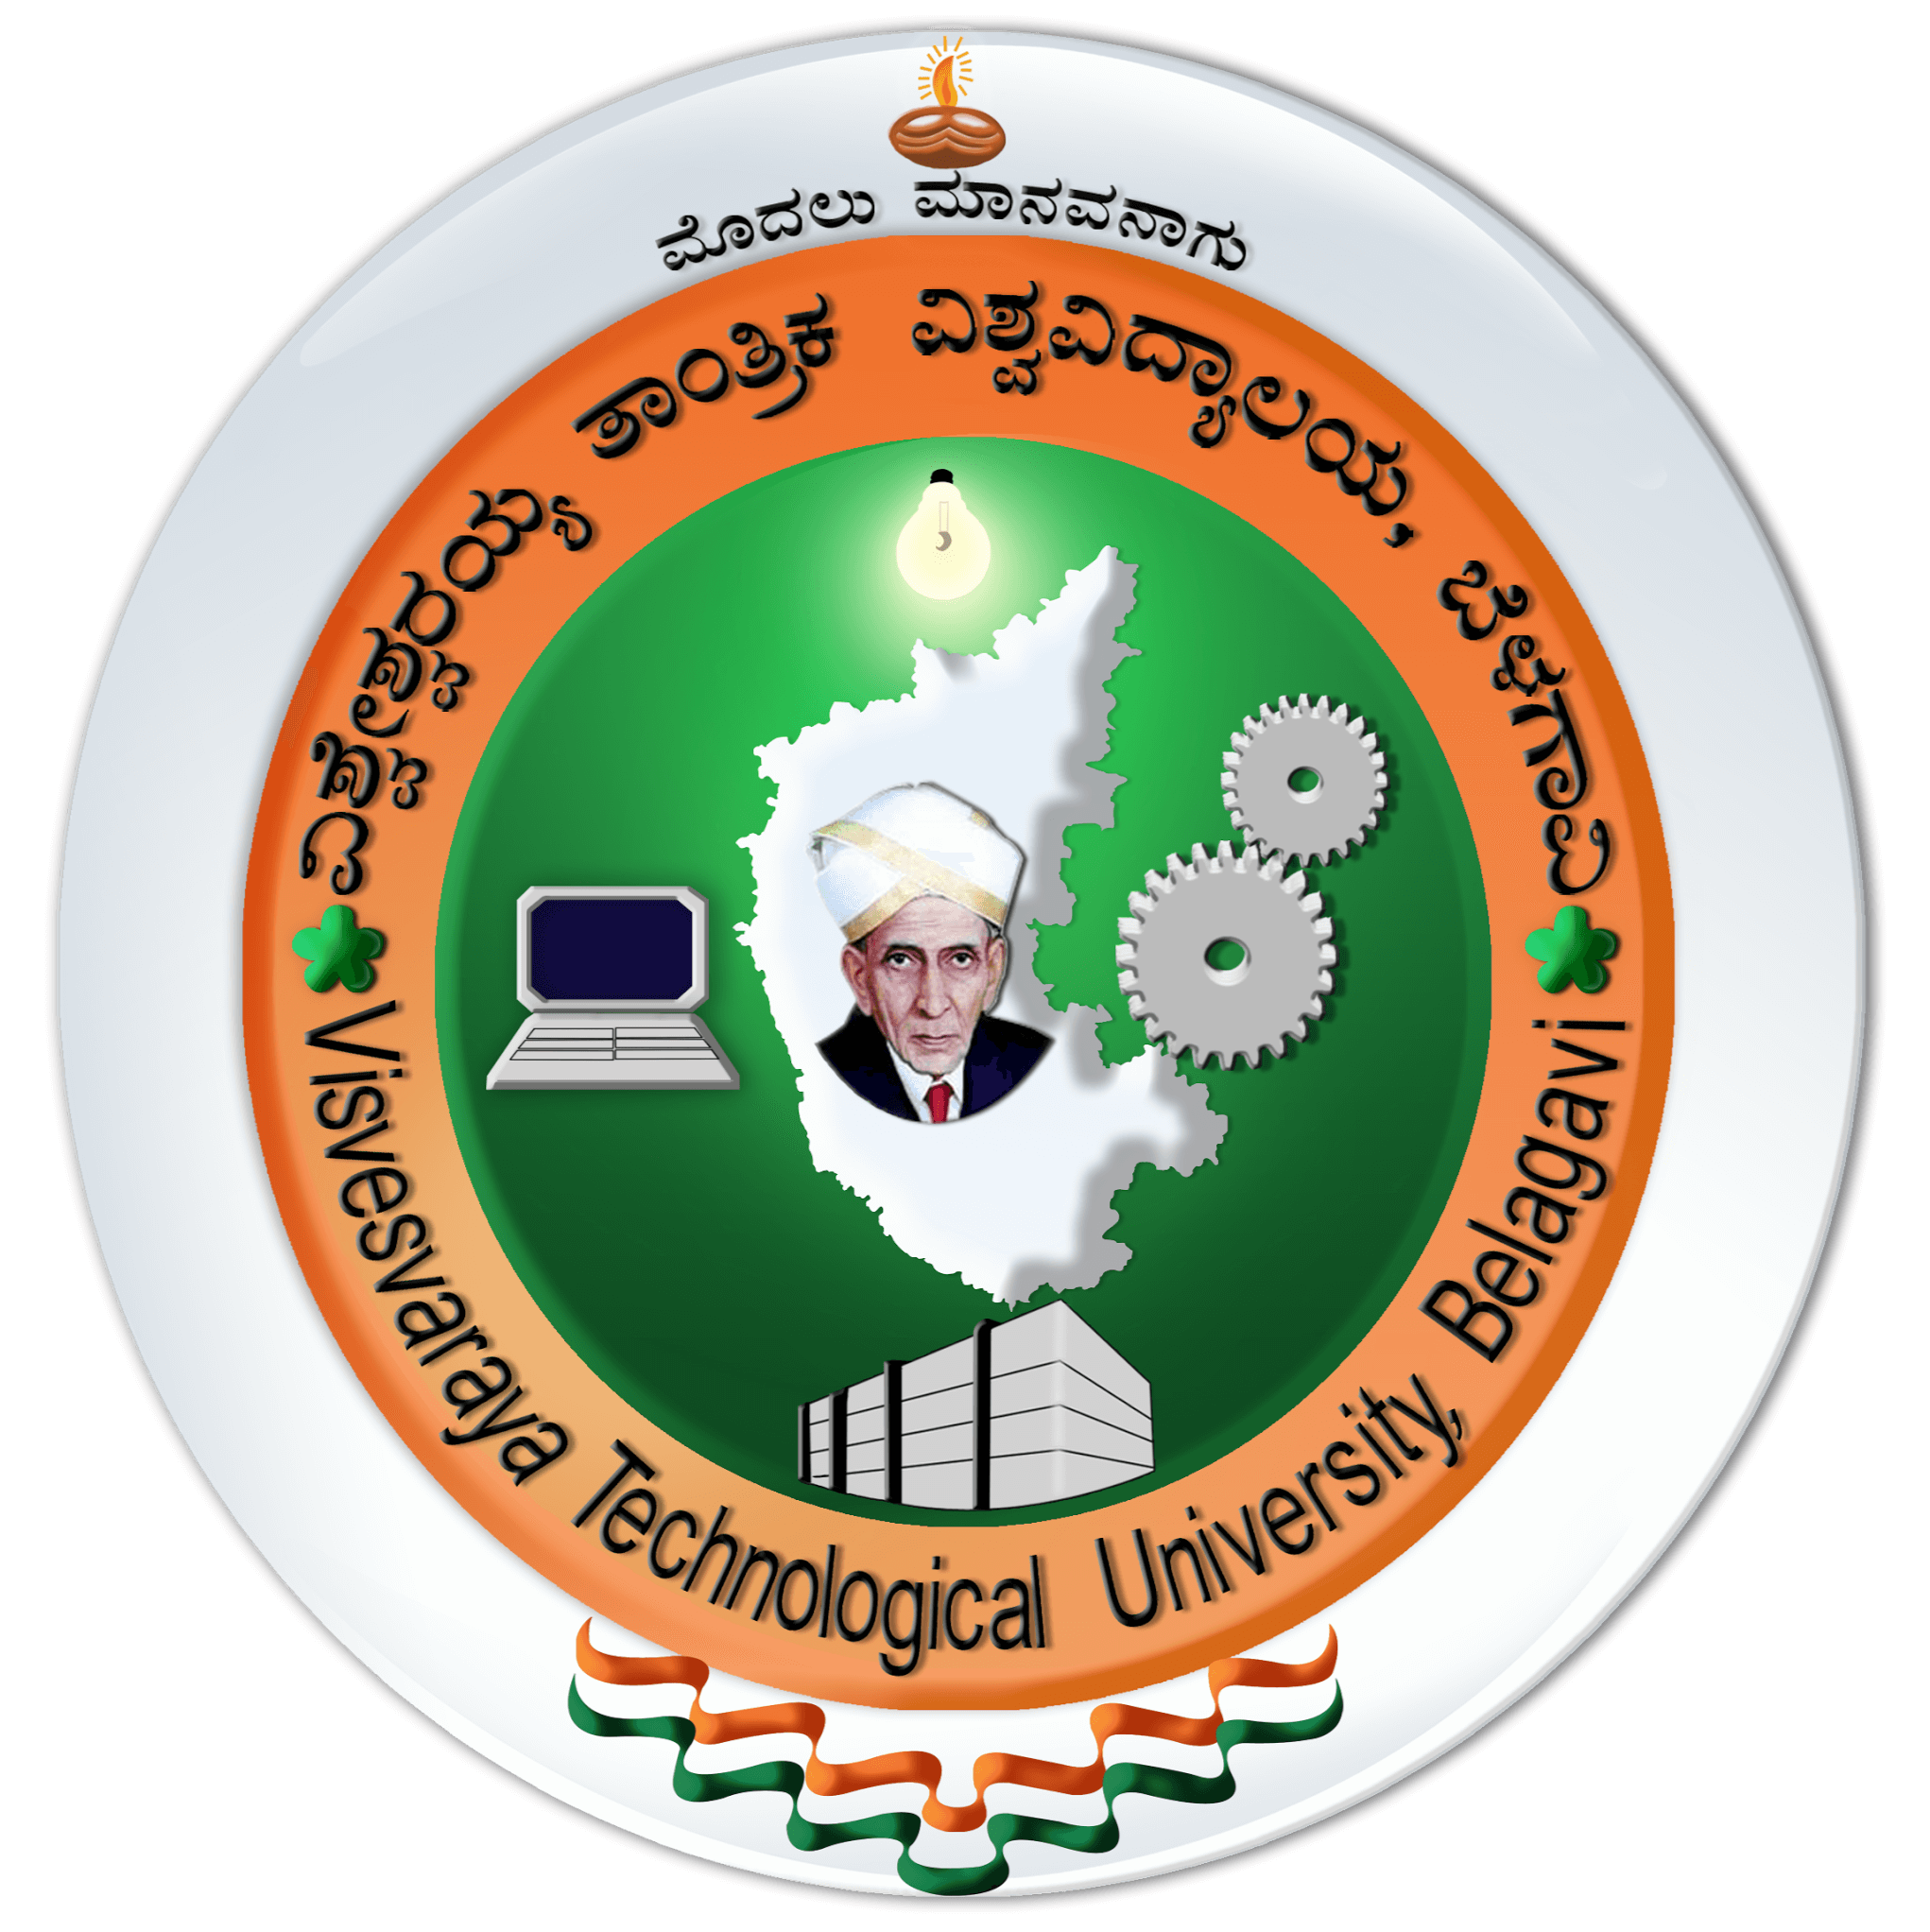 ಮೊದಲು ಮಾನವನಾಗು
ವಿಶ್ವೇಶ್ವರಯ್ಯ ತಾಂತ್ರಿಕ ವಿಶ್ವವಿದ್ಯಾಲಯ, ಬೆಳಗಾವಿ
Visvesvaraya Technological University, Belagavi